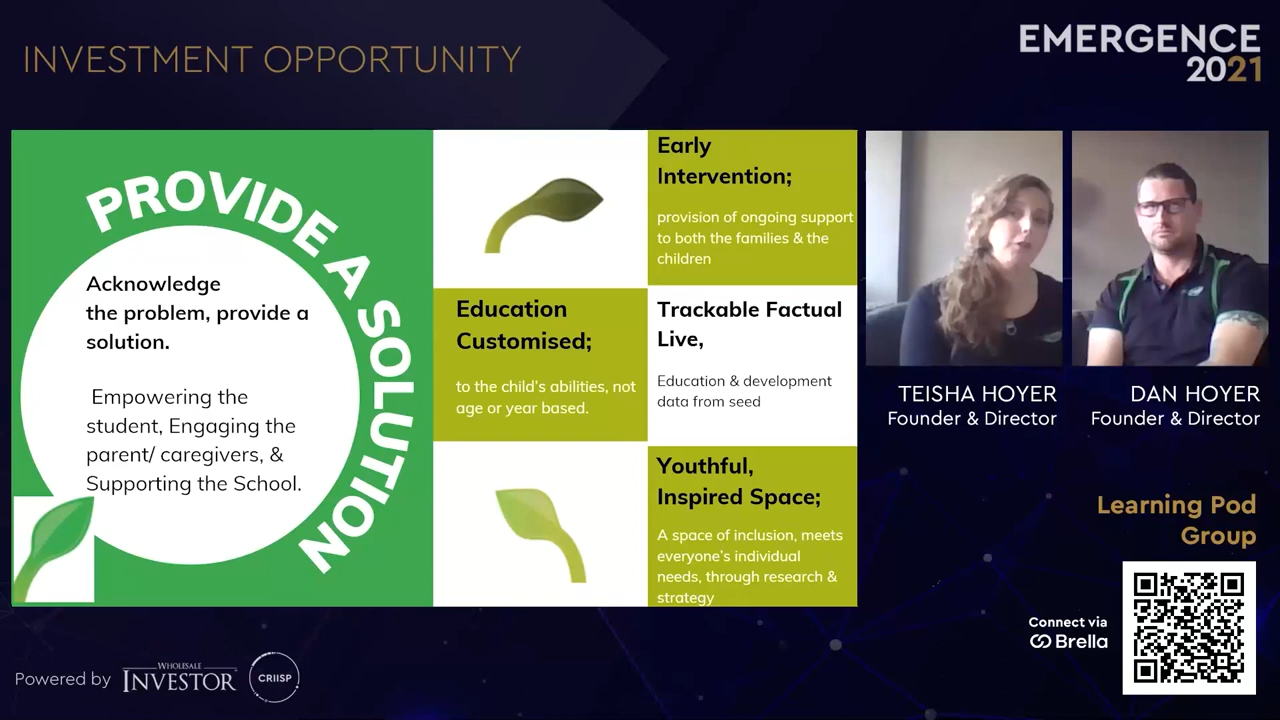 INVESTMENT OPPORTUNITY
EMERGENCE
2021
PROVIDE A SOLUTION
Acknowledge
the problem, provide a
solution.
Empowering the
student, Engaging the
parent/ caregivers, &
Supporting the School.
Early
Intervention;
provision of ongoing support
to both the families & the
children
Education
Customised;
to the child's abilities, not
age or year based.
Trackable Factual
Live,
Education & development
data from seed
Youthful,
Inspired Space;
A space of inclusion, meets
everyone's individual
needs, through research &
strategy
TEISHA HOYER
Founder & Director
DAN HOYER
Founder & Director
Learning Pod
Group
Connect via
Brella
Powered by
WHOLESALE
INVESTOR
CRIISP